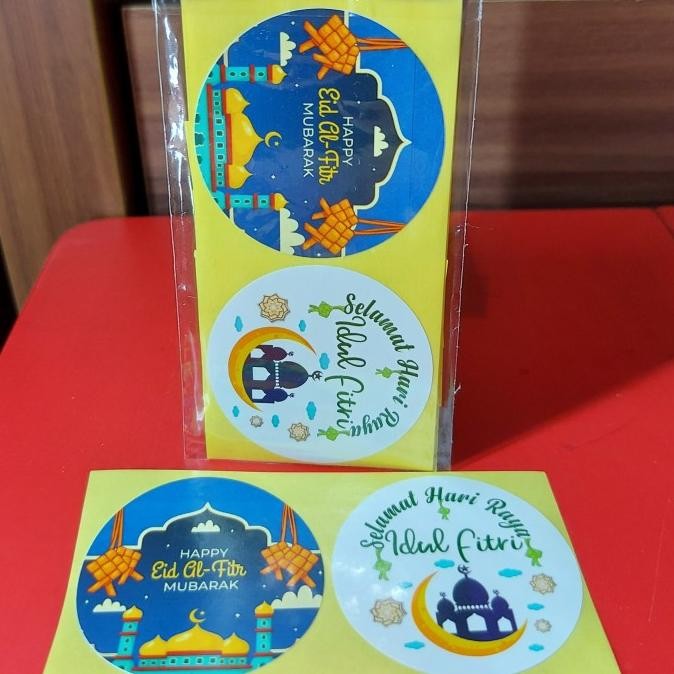 HAPPY
Eid Al-Fitr
MUBARAK
Selamat Hari Raya
Idul Fitri
HAPPY
Eid Al-Fitr
MUBARAK
Selamat Hari Raya
Idul Fitri